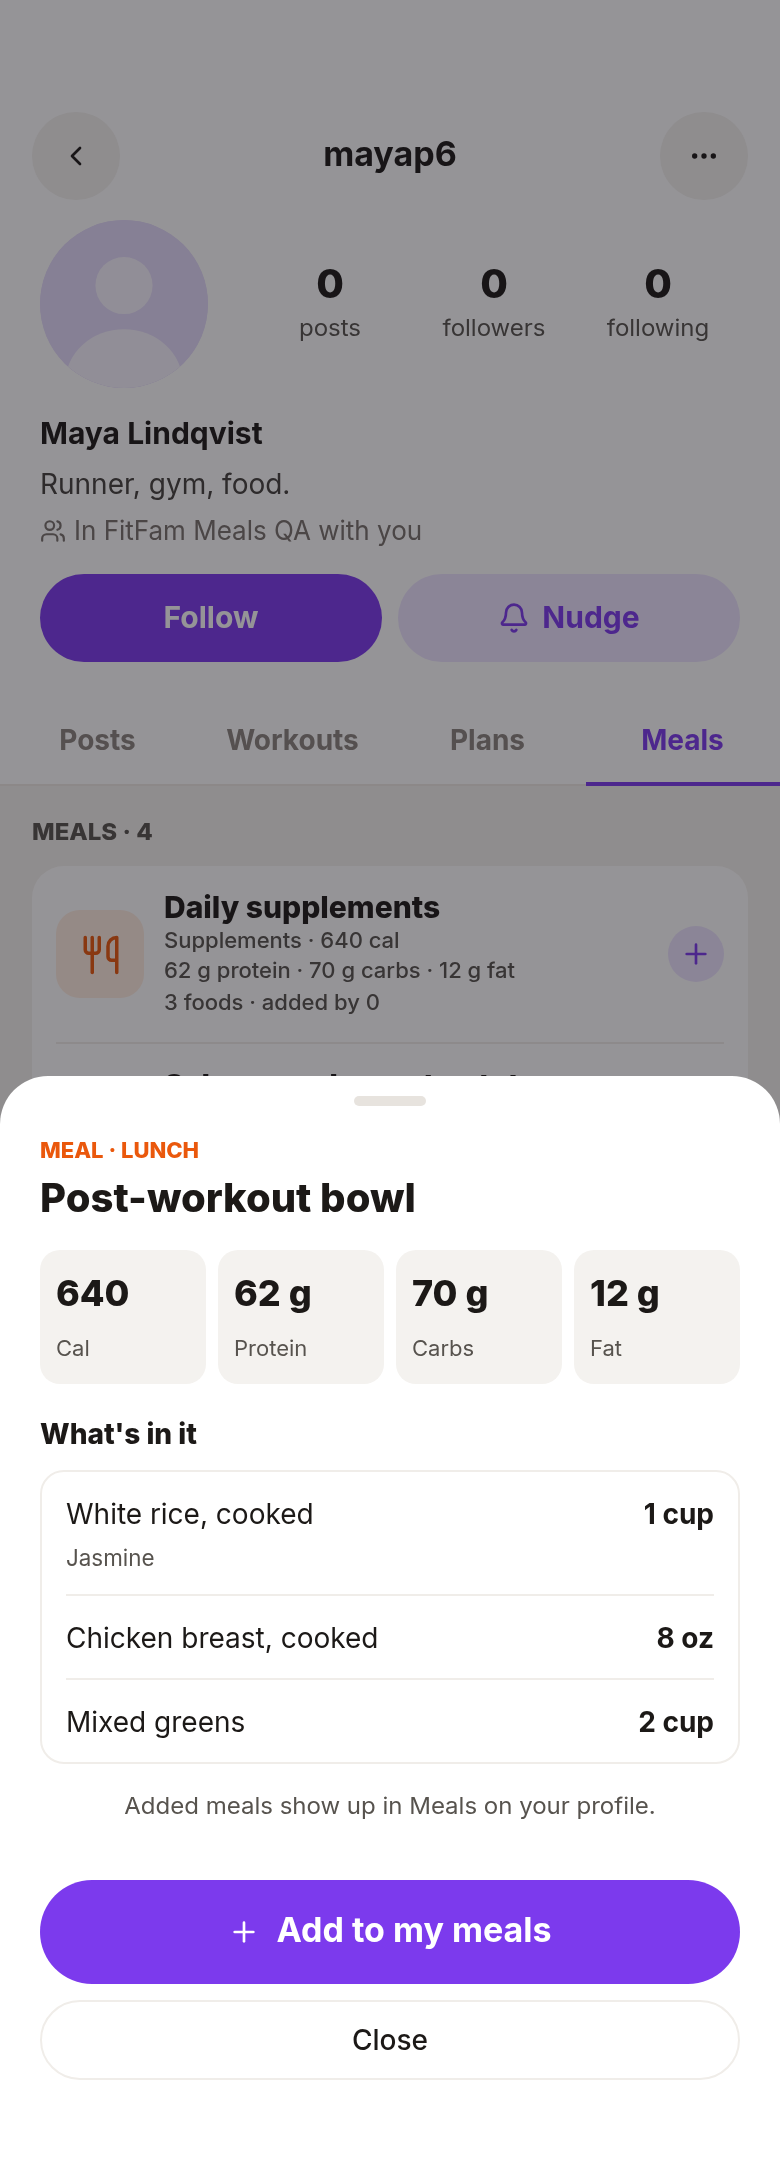 mayap6
0
0
0
posts
followers
following
Maya Lindqvist
Runner, gym, food.
In FitFam Meals QA with you
Follow
Nudge
Posts
Workouts
Plans
Meals
MEALS · 4
Daily supplements
Supplements · 640 cal
62 g protein · 70 g carbs · 12 g fat
3 foods · added by 0
MEAL · LUNCH
Post-workout bowl
640
62 g
70 g
12 g
Cal
Protein
Carbs
Fat
What's in it
White rice, cooked
1 cup
Jasmine
Chicken breast, cooked
8 oz
Mixed greens
2 cup
Added meals show up in Meals on your profile.
Add to my meals
Close